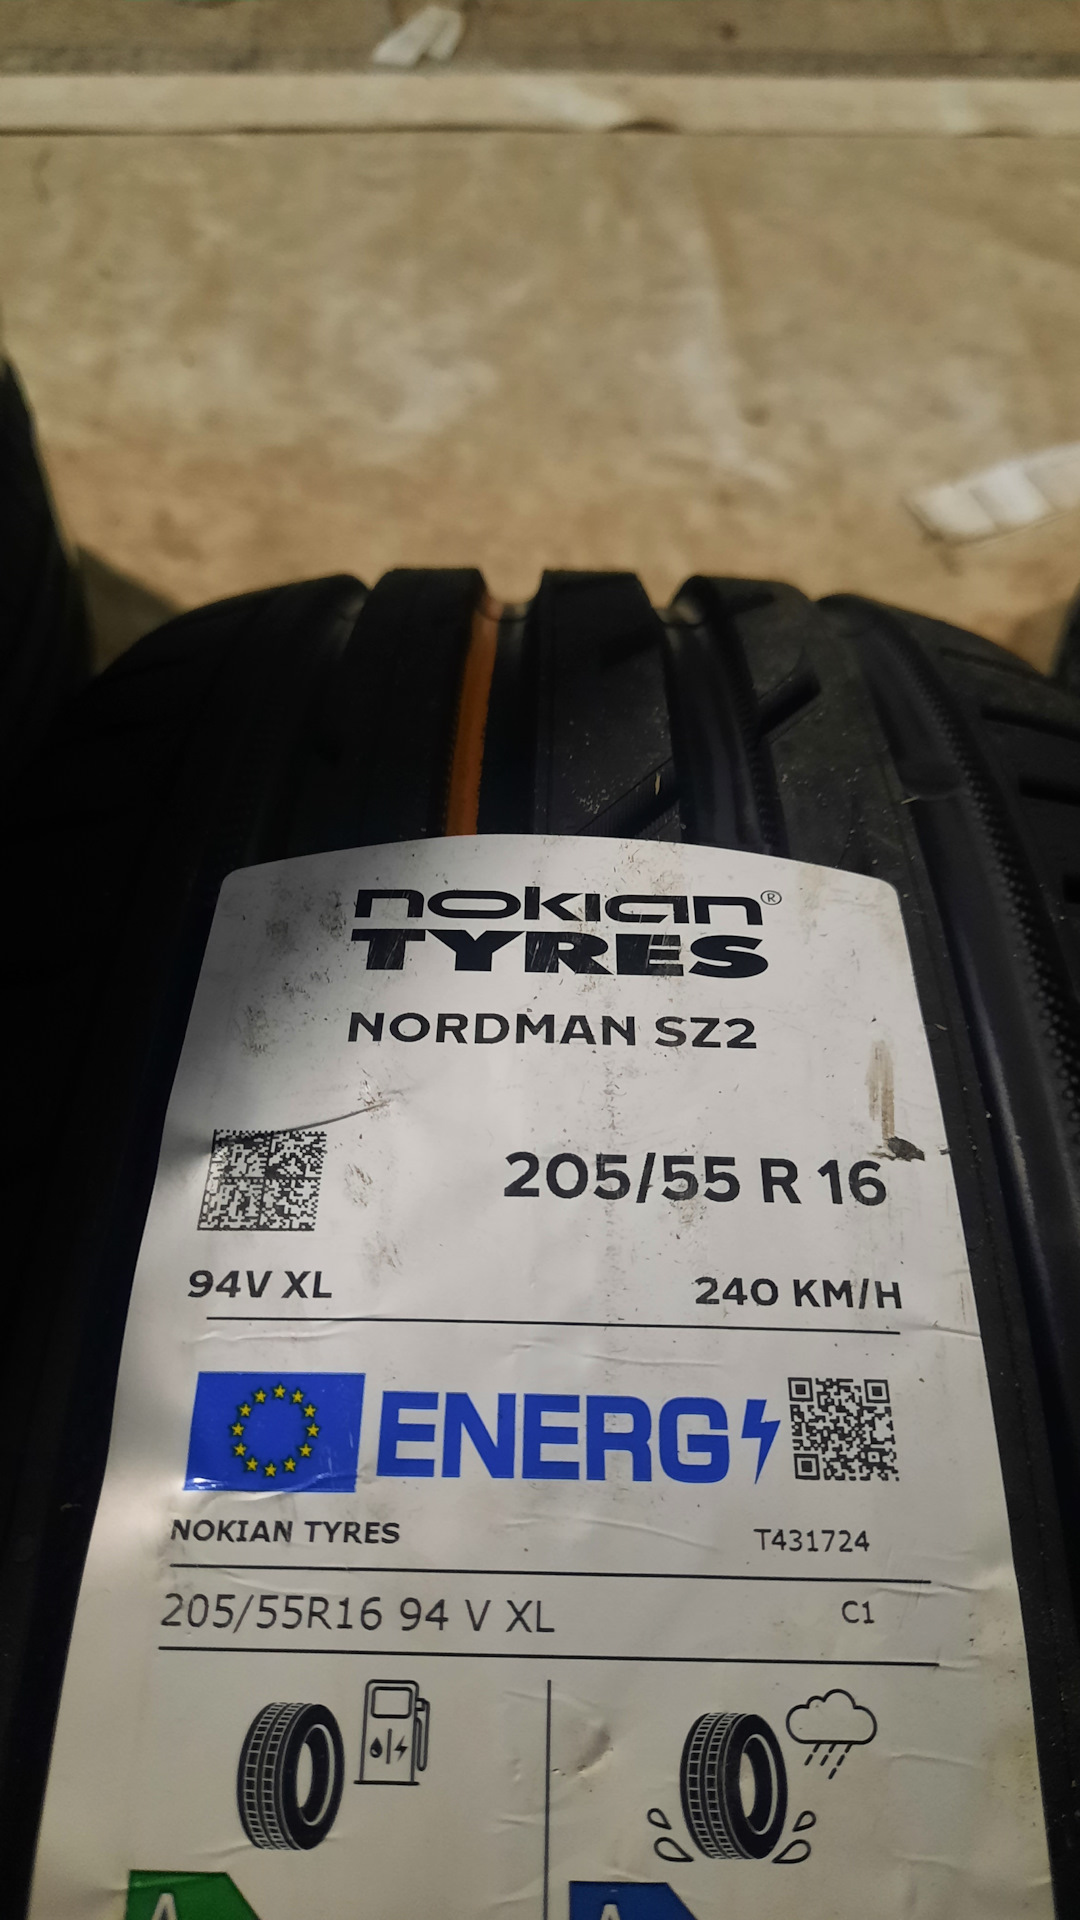 nokian®
TYRES
NORDMAN SZ2
205/55 R 16
94V XL 240 KM/H
ENERG
NOKIAN TYRES T431724
205/55R16 94 V XL C1
A A